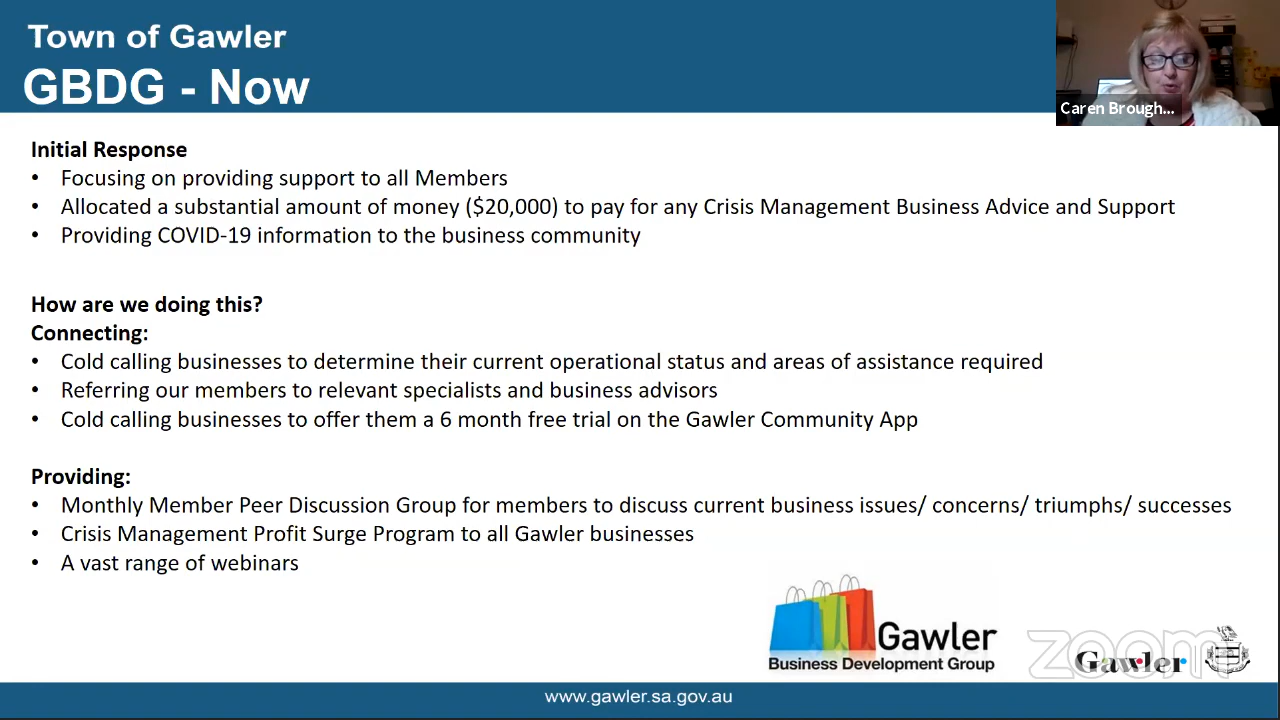 Town of Gawler
GBDG - Now
Caren Brough...
Initial Response
• Focusing on providing support to all Members
• Allocated a substantial amount of money ($20,000) to pay for any Crisis Management Business Advice and Support
• Providing COVID-19 information to the business community
How are we doing this?
Connecting:
• Cold calling businesses to determine their current operational status and areas of assistance required
• Referring our members to relevant specialists and business advisors
• Cold calling businesses to offer them a 6 month free trial on the Gawler Community App
Providing:
• Monthly Member Peer Discussion Group for members to discuss current business issues/ concerns/ triumphs/ successes
• Crisis Management Profit Surge Program to all Gawler businesses
• A vast range of webinars
Gawler
Business Development Group
zoom
Gawler
www.gawler.sa.gov.au